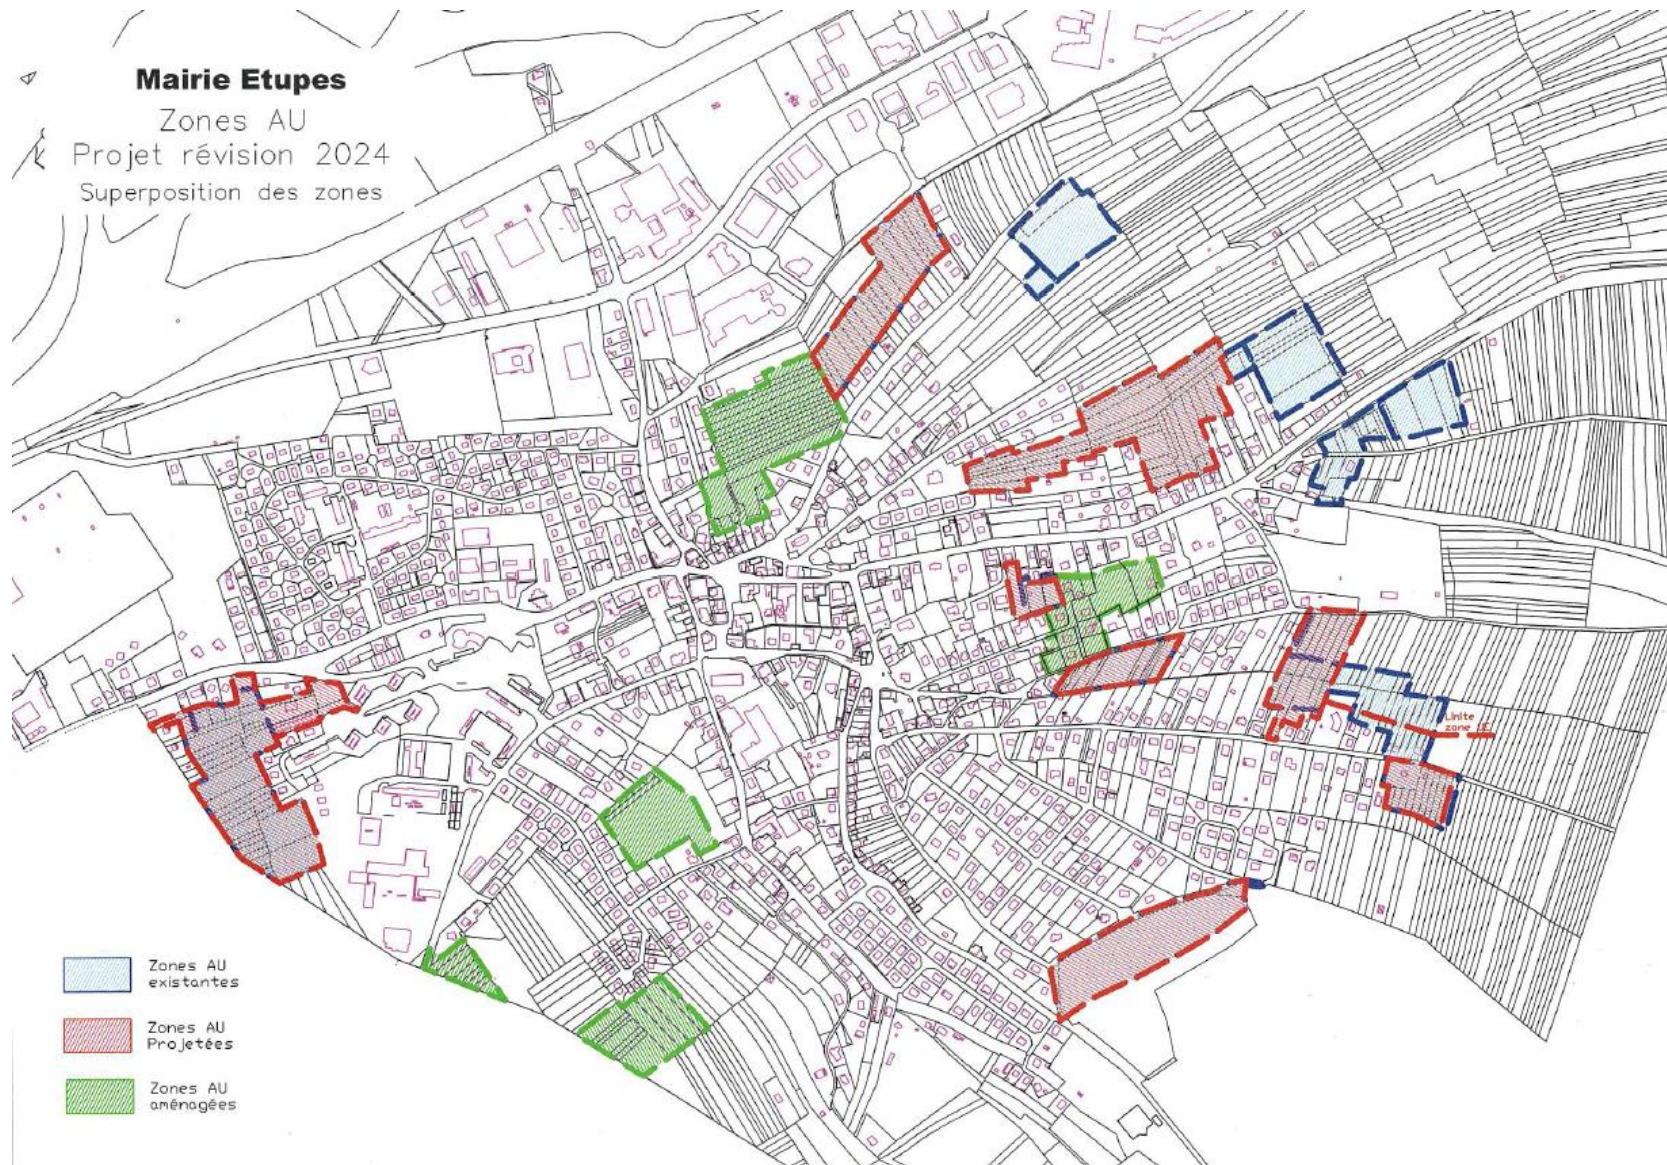 Mairie Etupes
Zones AU
Projet révision 2024
Superposition des zones
Limite
zone UC
Zones AU
existantes
Zones AU
Projetées
Zones AU
aménagées